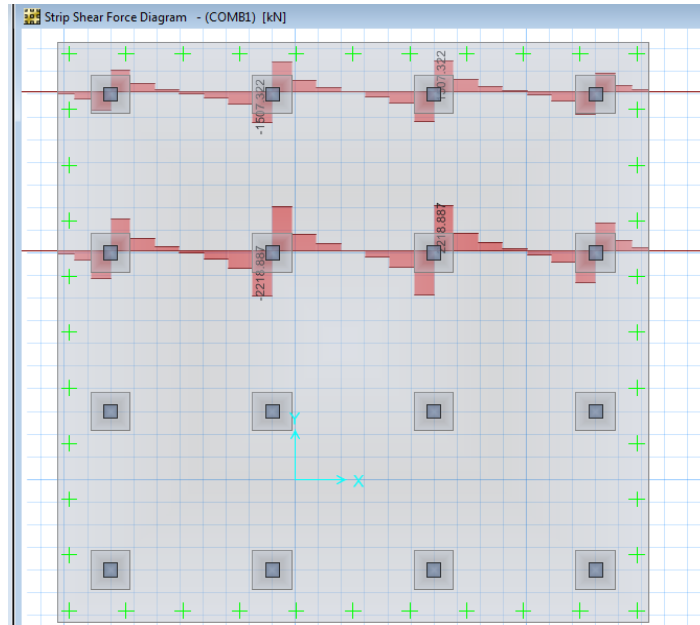 Strip Shear Force Diagram - (COMB1) [kN]
-1507.322
1507.322
-2218.887
2218.887
Y
X